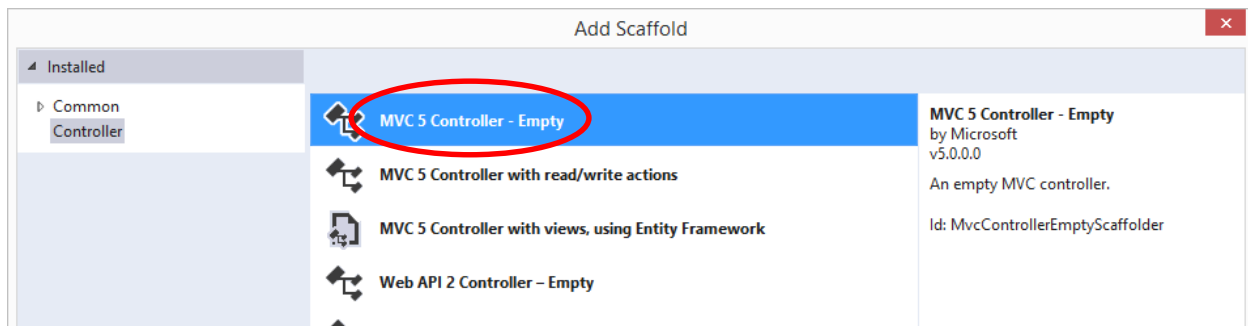 Add Scaffold
Installed
Common
Controller
MVC 5 Controller - Empty
MVC 5 Controller with read/write actions
MVC 5 Controller with views, using Entity Framework
Web API 2 Controller – Empty
MVC 5 Controller - Empty
by Microsoft
v5.0.0.0
An empty MVC controller.
Id: MvcControllerEmptyScaffolder